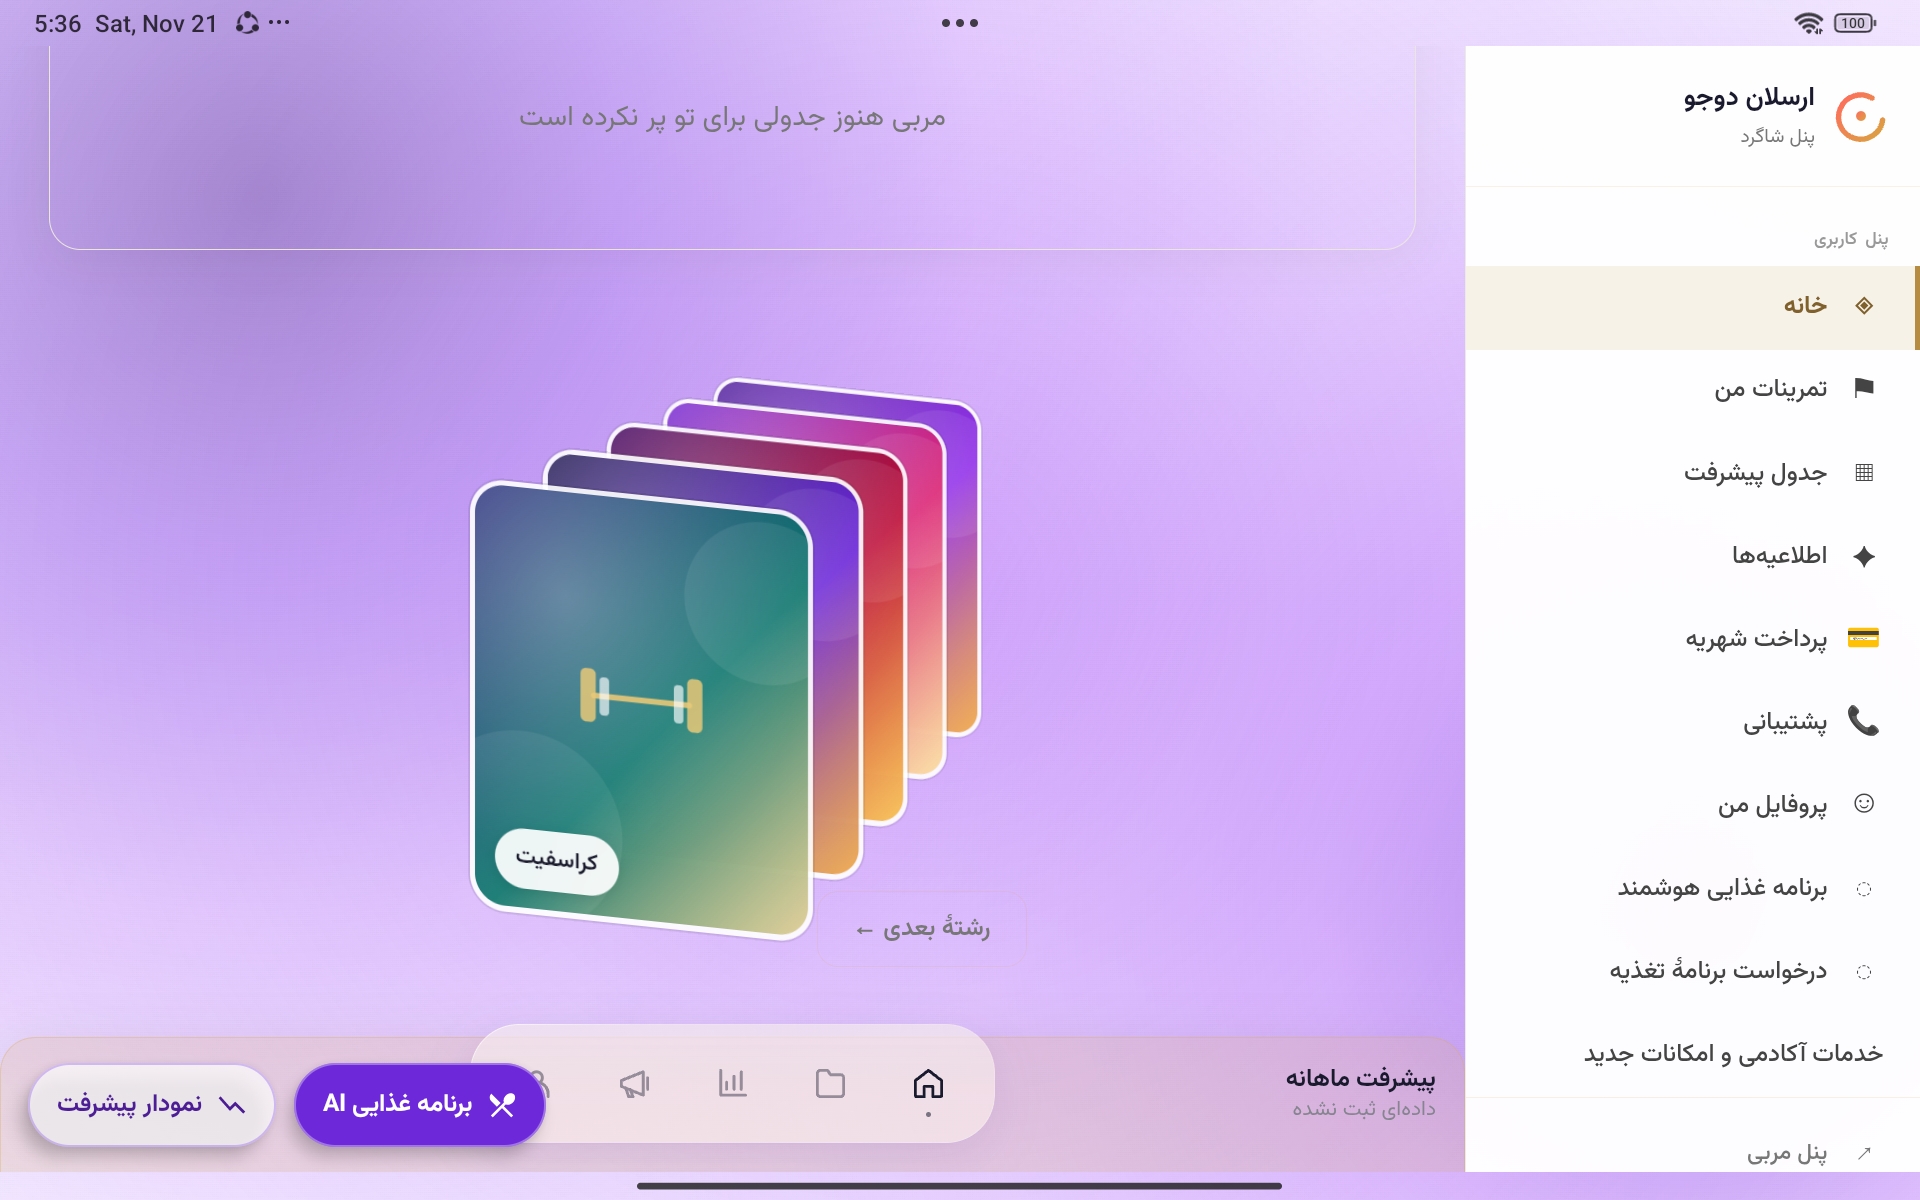 5:36 Sat, Nov 21
100
ارسلان دوجو
پنل شاگرد
پنل کاربری
خانه
تمرینات من
جدول پیشرفت
اطلاعیه‌ها
پرداخت شهریه
پشتیبانی
پروفایل من
برنامه غذایی هوشمند
درخواست برنامهٔ تغذیه
خدمات آکادمی و امکانات جدید
پنل مربی
مربی هنوز جدولی برای تو پر نکرده است
کراسفیت
رشتهٔ بعدی ←
پیشرفت ماهانه
داده‌ای ثبت نشده
برنامه غذایی AI
نمودار پیشرفت